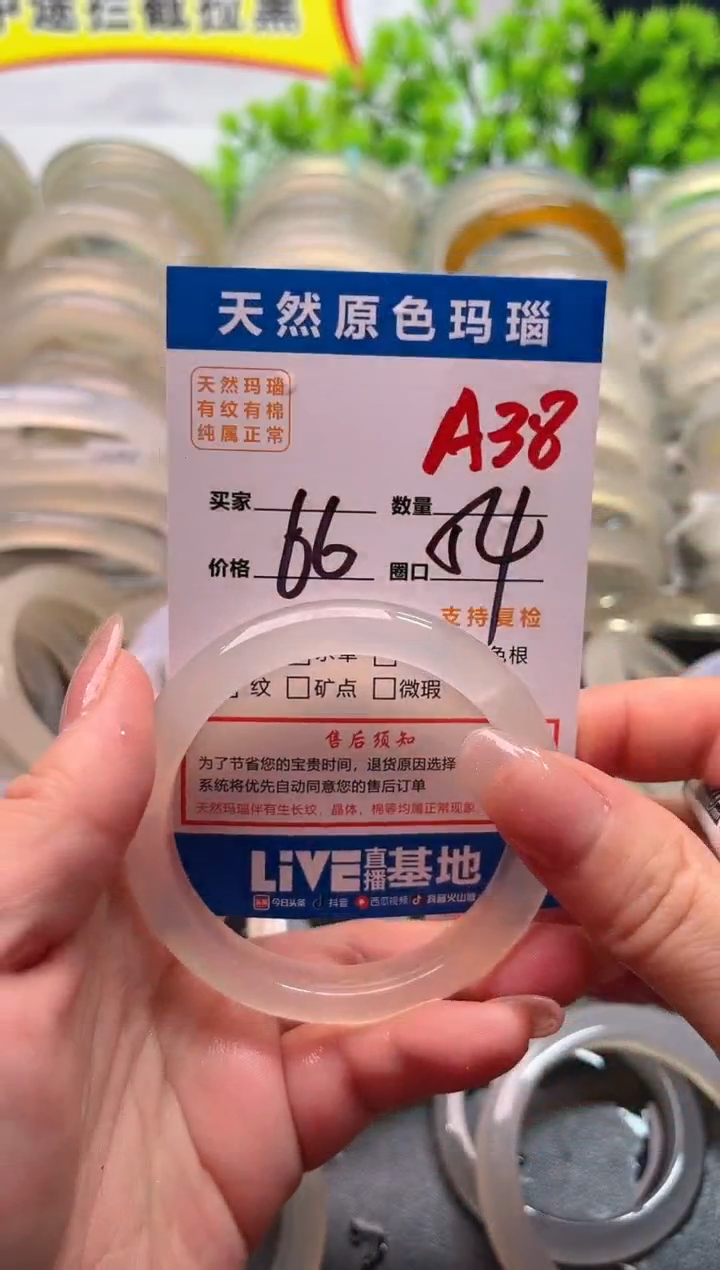 天然原色玛瑙
天然玛瑙
有纹有棉
纯属正常
A38
买家 数量
价格 66 圈口 54
支持复检
色根
纹 □矿点 □微瑕
售后须知
为了节省您的宝贵时间，退货原因选择
系统将优先自动同意您的售后订单
天然玛瑙伴有生长纹，晶体，棉等均属正常现象
LiVE直播基地
今日头条 抖音 西瓜视频 抖音火山版